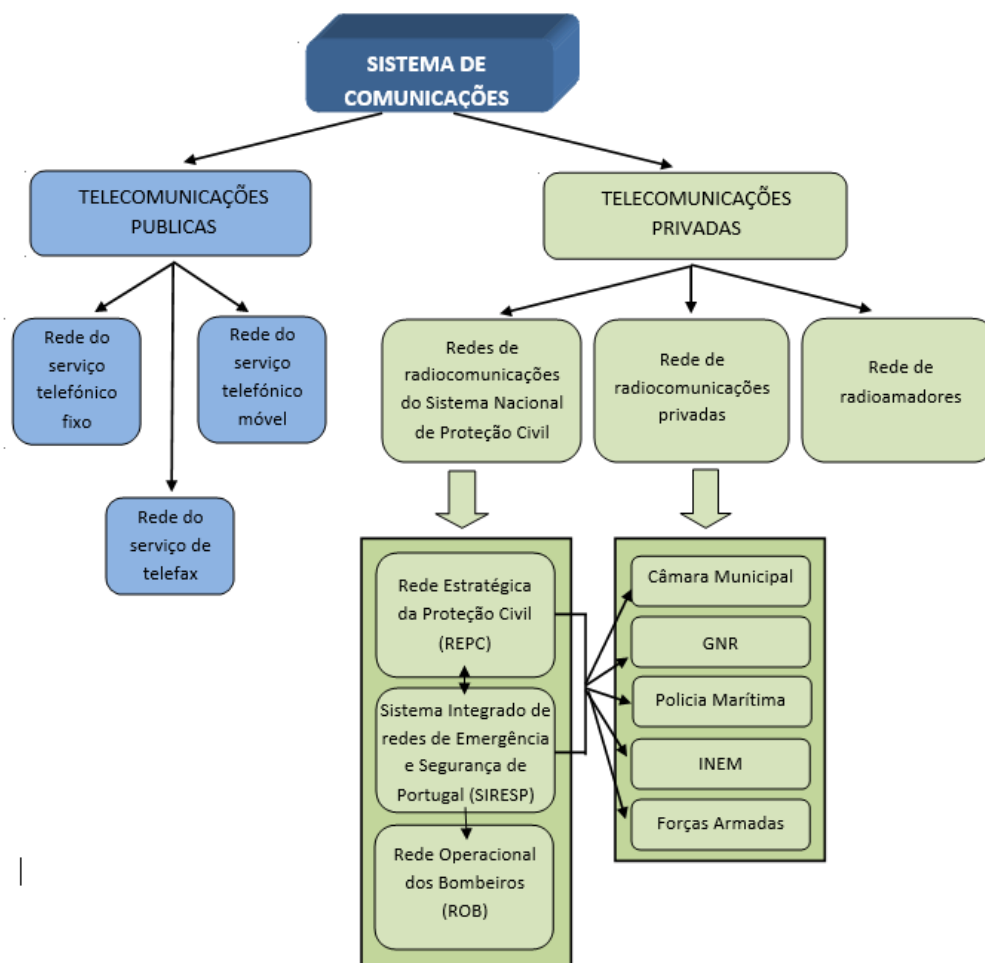 SISTEMA DE
COMUNICAÇÕES
TELECOMUNICAÇÕES
PUBLICAS
TELECOMUNICAÇÕES
PRIVADAS
Rede do
serviço
telefónico
fixo
Rede do
serviço
telefónico
móvel
Rede do
serviço de
telefax
Redes de
radiocomunicações
do Sistema Nacional
de Proteção Civil
Rede de
radiocomunicações
privadas
Rede de
radioamadores
Rede Estratégica
da Proteção Civil
(REPC)
Sistema Integrado de
redes de Emergência
e Segurança de
Portugal (SIRESP)
Rede Operacional
dos Bombeiros
(ROB)
Câmara Municipal
GNR
Policia Marítima
INEM
Forças Armadas